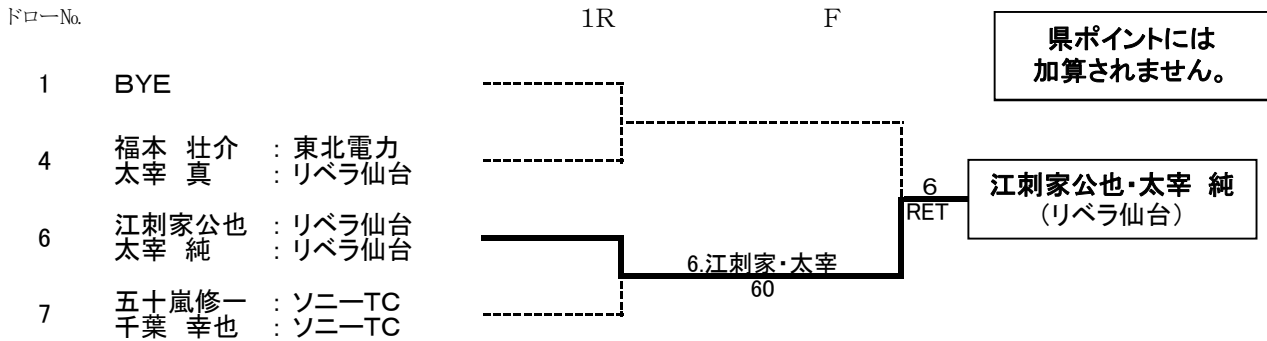 ドローNo. 1R F
県ポイントには
加算されません。
1 BYE
4 福本 壮介 : 東北電力
太宰 真 : リベラ仙台
6 江刺家公也・太宰 純
RET (リベラ仙台)
6 江刺家公也 : リベラ仙台
太宰 純 : リベラ仙台
6.江刺家・太宰
60
7 五十嵐修一 : ソニーTC
千葉 幸也 : ソニーTC